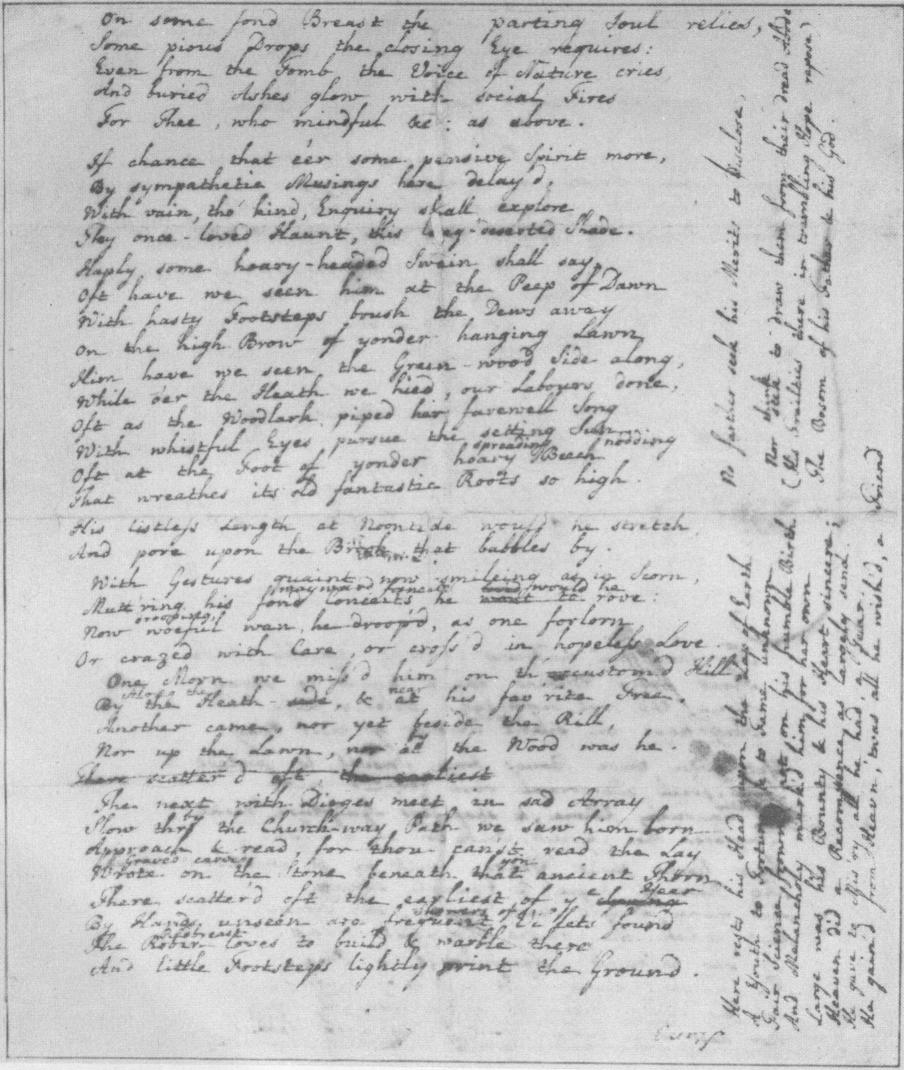 On some fond Breast the parting Soul relies,
Some pious Drops the closing Eye requires:
Even from the Tomb the Voice of Nature cries
And buried Ashes glow with social Fires
For Thee, who mindful &c: as above.
If chance that e'er some pensive Spirit more,
By sympathetic Musings here delay'd,
With vain, tho' kind, Enquiry shall explore
Thy once-loved Haunt, this long-deserted Shade.
Haply some hoary-headed Swain shall say,
Oft have we seen him at the Peep of Dawn
With hasty Footsteps brush the Dews away
On the high Brow of yonder hanging Lawn
Him have we seen the Green-wood Side along,
While o'er the Heath we hied, our Labours done,
Oft as the Woodlark piped her farewell Song
With whistful Eyes pursue the setting Sun.
spreading nodding
Oft at the Foot of yonder hoary Beech
That wreathes its old fantastic Roots so high.
His listless Length at Noontide would he stretch,
And pore upon the Brook that babbles by.
With Gestures quaint now smileing as in Scorn,
wayward fancies would he
Mutt'ring his fond Conceits he rove:
drooping
Now woeful wan, he droop'd, as one forlorn
Or crazed with Care, or cross'd in hopeless Love.
One Morn we miss'd him on th' accustom'd Hill,
Along the near
By the Heath-side, & at his fav'rite Tree.
Another came, nor yet beside the Rill,
by
Nor up the Lawn, nor at the Wood was he.
There scatter'd oft, the earliest
The next with Dirges meet in sad Array
by
Slow thro the Church-way Path we saw him born
Approach & read, for thou canst read the Lay
Graved carved yon
Wrote on the Stone beneath that ancient Thorn
Year
There scatter'd oft the earliest of ye Spring
showers of
By Hands unseen are frequent Vi'lets found
Redbreast
The Robin loves to build & warble there
And little Footsteps lightly print the Ground.
Here rests his Head upon the Lap of Earth
A Youth to Fortune & to Fame unknown
Fair Science frown'd not on his humble Birth
And Melancholy mark'd him for her own
Large was his Bounty & his Heart sincere;
Heaven did a Recompence as largely send.
He gave to Mis'ry all he had, a Tear.
He gain'd from Heav'n, 'twas all he wish'd, a Friend
No farther seek his Merits to disclose,
think
Nor seek to draw them from their dread Abode
(His Frailties there in trembling Hope repose)
The Bosom of his Father & his God.